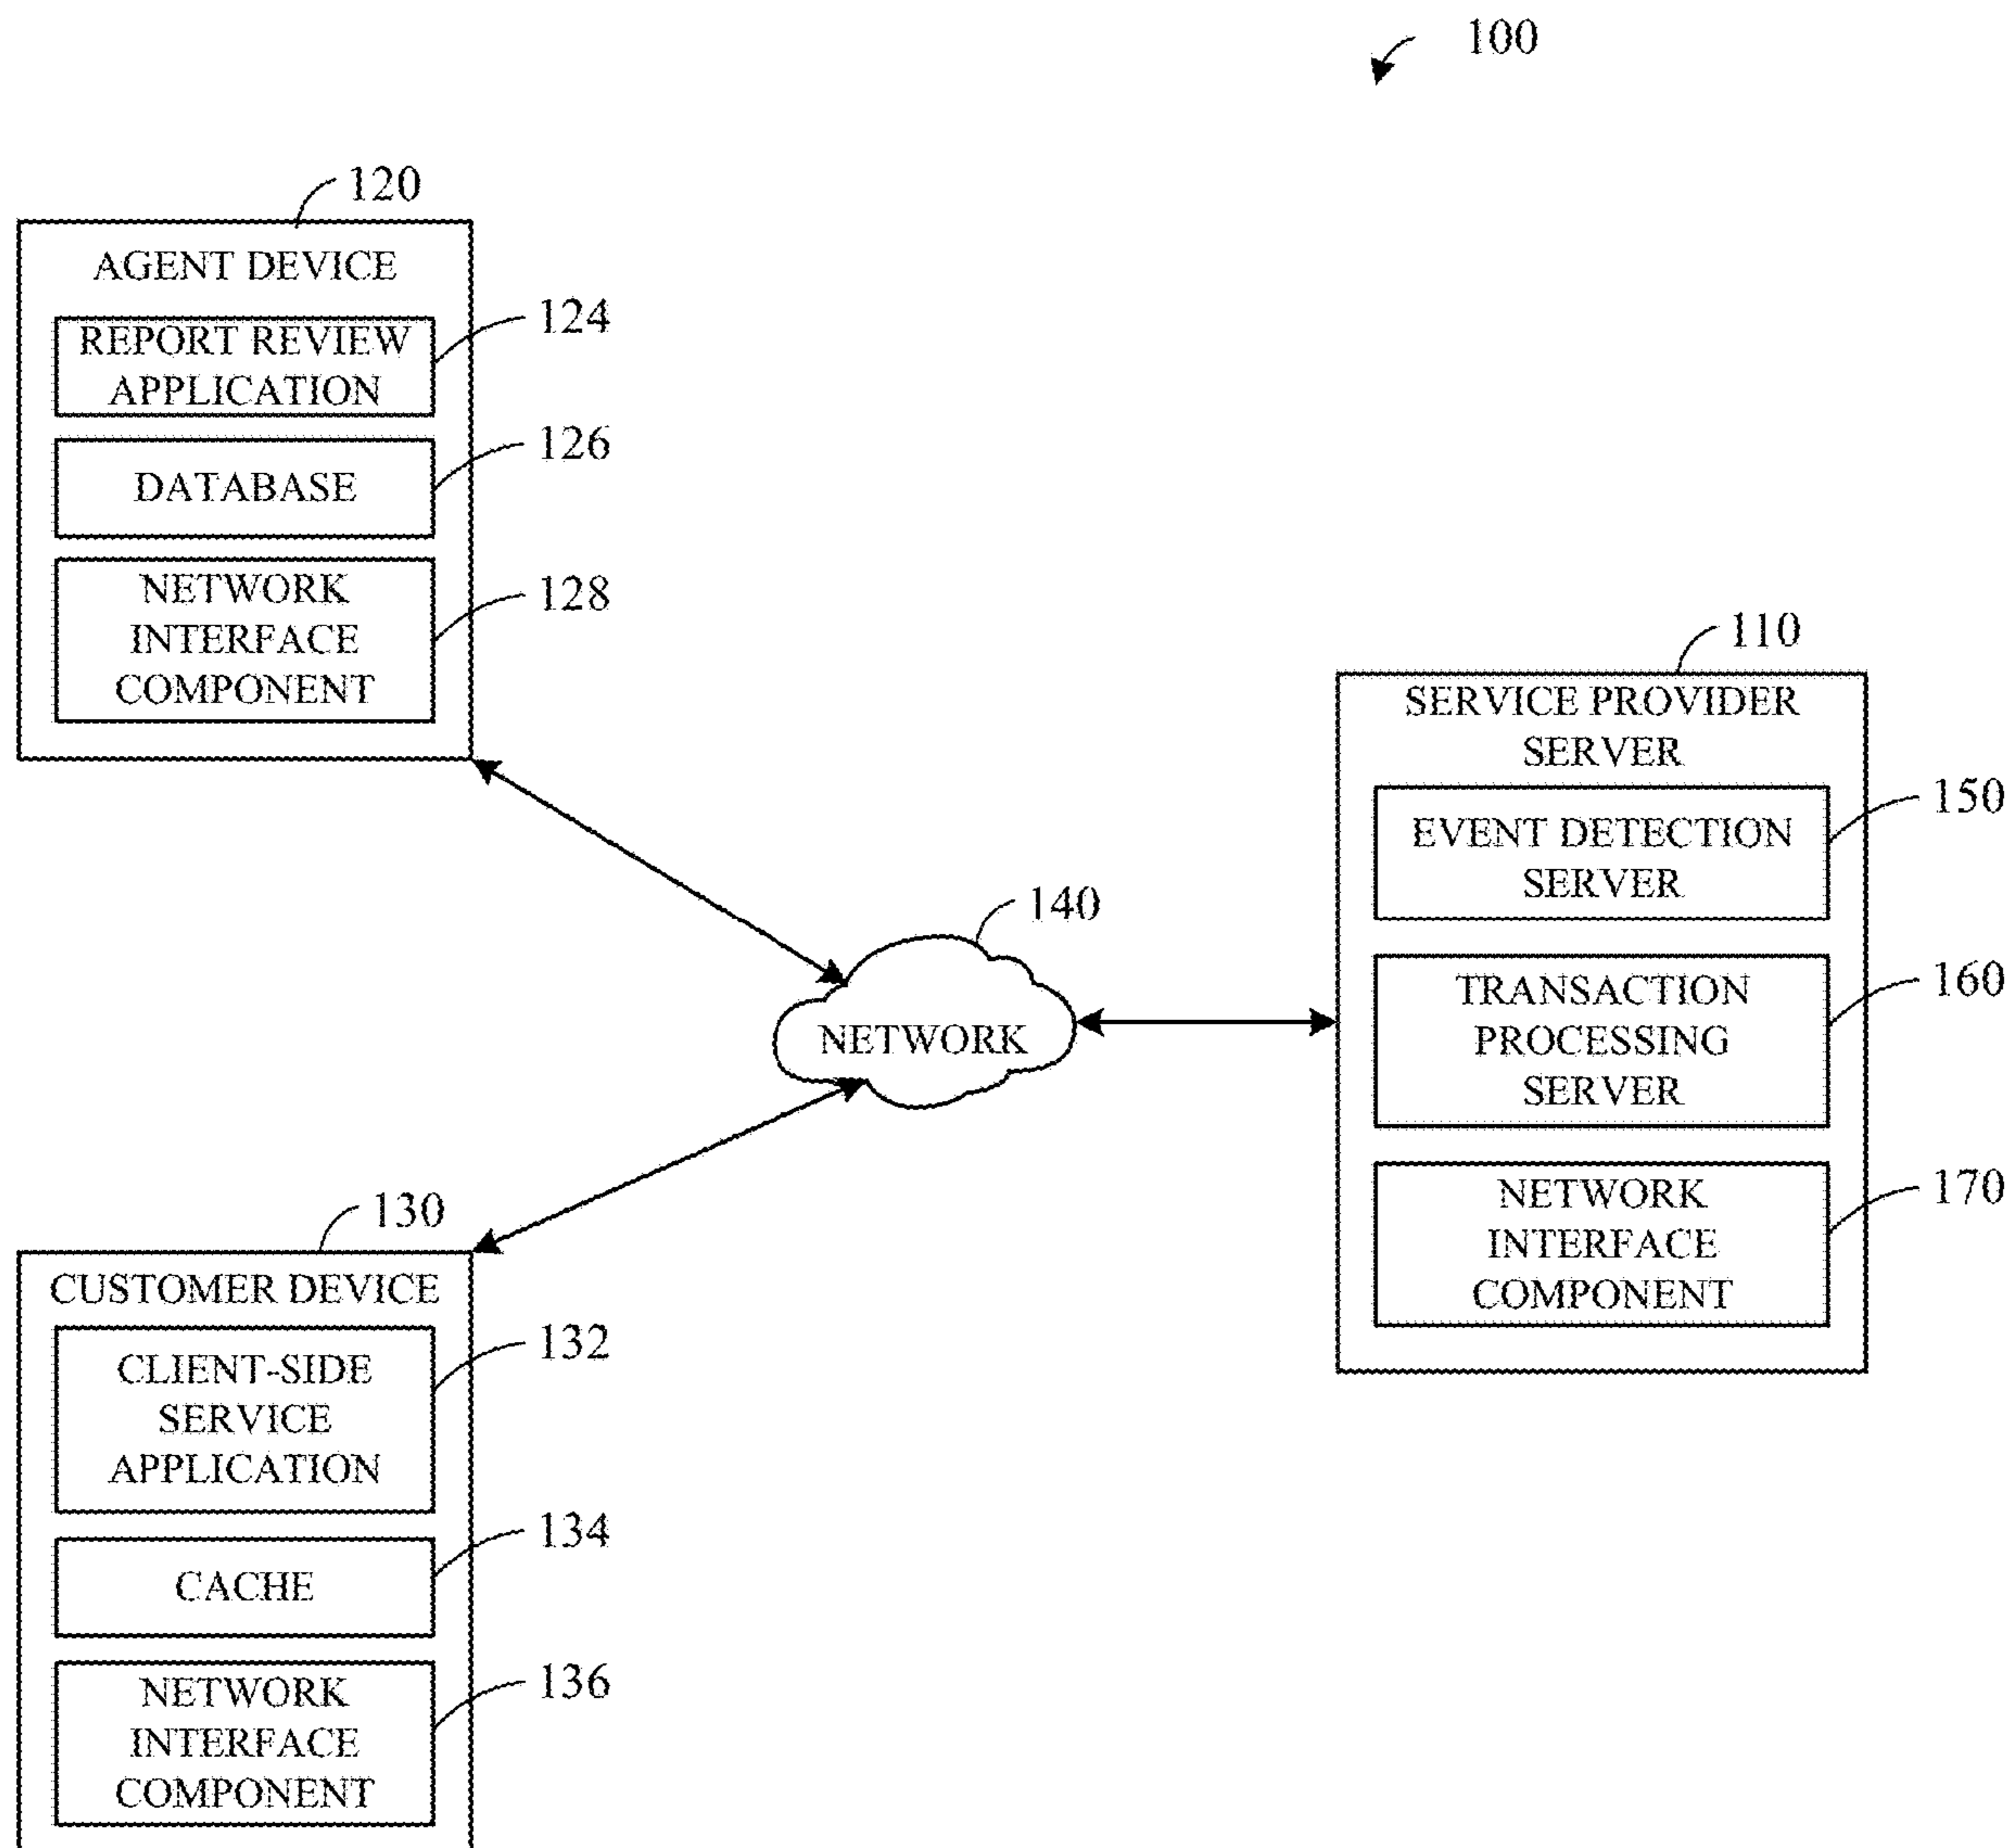 100
120
AGENT DEVICE
REPORT REVIEW
APPLICATION
124
DATABASE
126
NETWORK
INTERFACE
COMPONENT
128
140
NETWORK
110
SERVICE PROVIDER
SERVER
EVENT DETECTION
SERVER
150
TRANSACTION
PROCESSING
SERVER
160
NETWORK
INTERFACE
COMPONENT
170
130
CUSTOMER DEVICE
CLIENT-SIDE
SERVICE
APPLICATION
132
CACHE
134
NETWORK
INTERFACE
COMPONENT
136